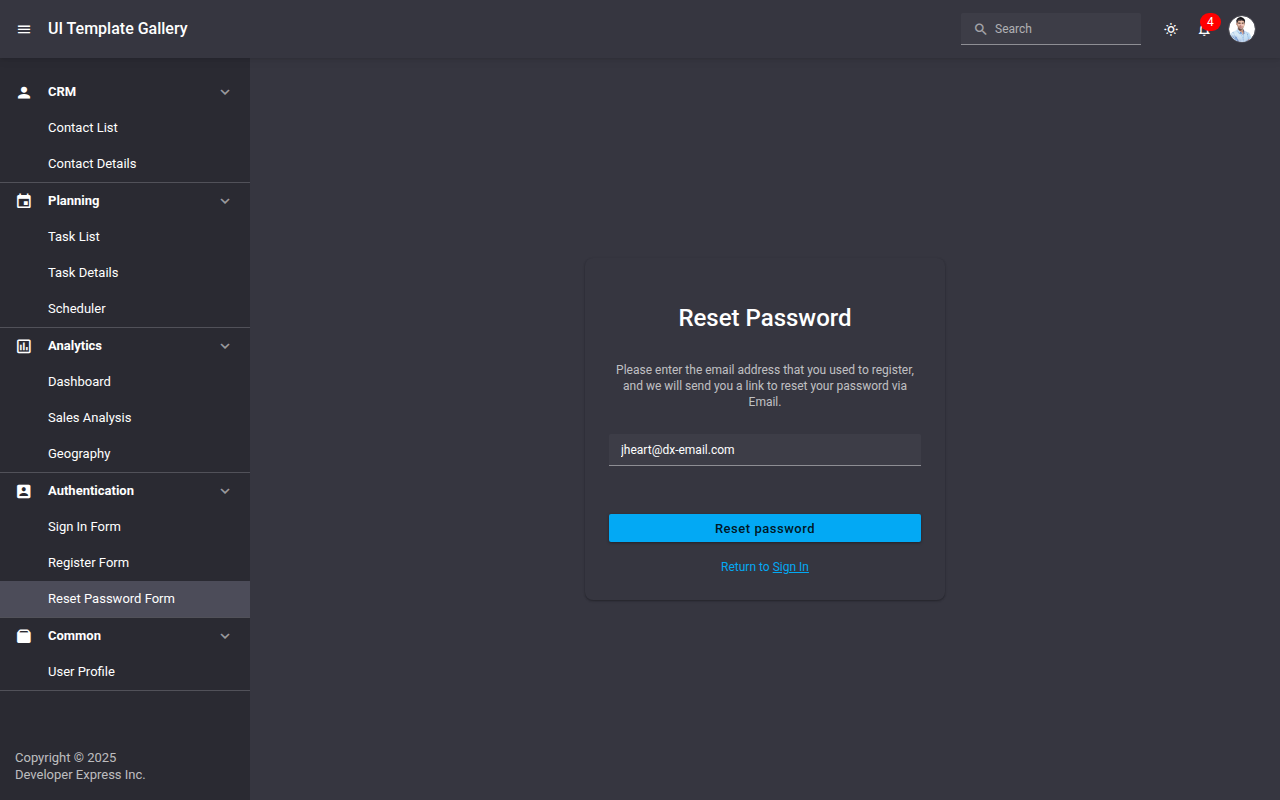 UI Template Gallery
Search
4
CRM
Contact List
Contact Details
Planning
Task List
Task Details
Scheduler
Analytics
Dashboard
Sales Analysis
Geography
Authentication
Sign In Form
Register Form
Reset Password Form
Common
User Profile
Copyright © 2025
Developer Express Inc.
Reset Password
Please enter the email address that you used to register,
and we will send you a link to reset your password via
Email.
jheart@dx-email.com
Reset password
Return to Sign In